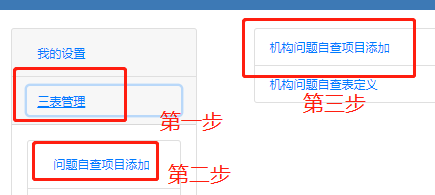 我的设置
三表管理
第一步
问题自查项目添加
第二步
机构问题自查项目添加
机构问题自查表定义
第三步